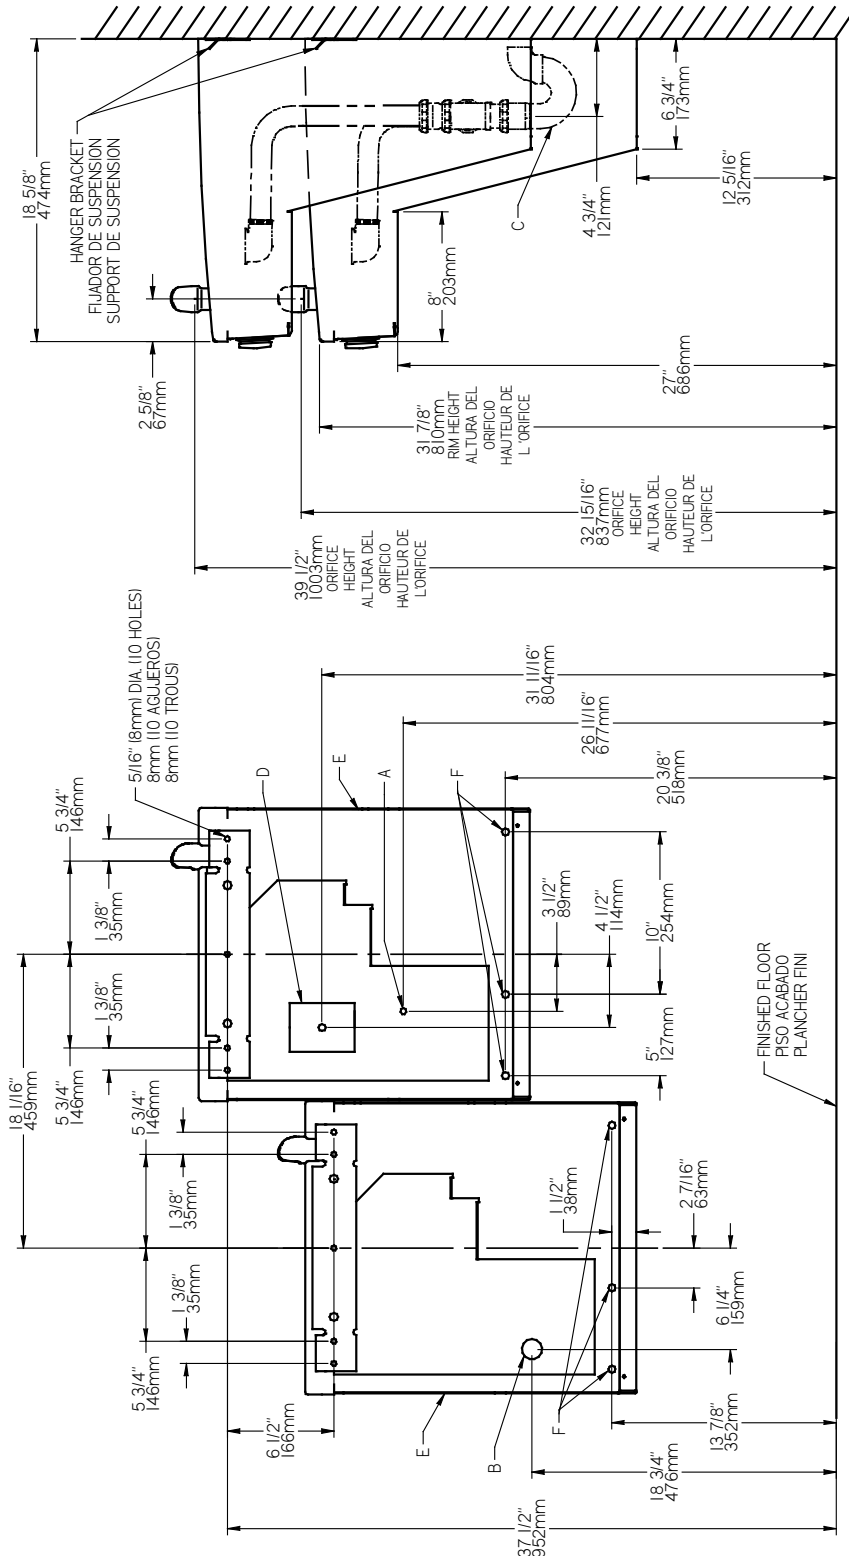 18 5/8"
474mm
HANGER BRACKET
FIJADOR DE SUSPENSION
SUPPORT DE SUSPENSION
2 5/8"
67mm
8"
203mm
C
4 3/4"
121mm
6 3/4"
173mm
12 5/16"
312mm
27"
686mm
31 7/8"
810mm
RIM HEIGHT
ALTURA DEL
ORIFICIO
HAUTEUR DE
L'ORIFICE
32 15/16"
837mm
ORIFICE
HEIGHT
ALTURA DEL
ORIFICIO
HAUTEUR DE
L'ORIFICE
39 1/2"
1003mm
ORIFICE
HEIGHT
ALTURA DEL
ORIFICIO
HAUTEUR DE
L'ORIFICE
5/16" (8mm) DIA. (10 HOLES)
8mm (10 AGUJEROS)
8mm (10 TROUS)
5 3/4"
146mm
1 3/8"
35mm
1 3/8"
35mm
5 3/4"
146mm
18 1/16"
459mm
D
E
A
F
31 11/16"
804mm
26 11/16"
677mm
20 3/8"
518mm
3 1/2"
89mm
4 1/2"
114mm
10"
254mm
5"
127mm
FINISHED FLOOR
PISO ACABADO
PLANCHER FINI
5 3/4"
146mm
1 3/8"
35mm
1 3/8"
35mm
5 3/4"
146mm
6 1/2"
166mm
E
B
F
1 1/2"
38mm
2 7/16"
63mm
6 1/4"
159mm
13 7/8"
352mm
18 3/4"
476mm
37 1/2"
952mm